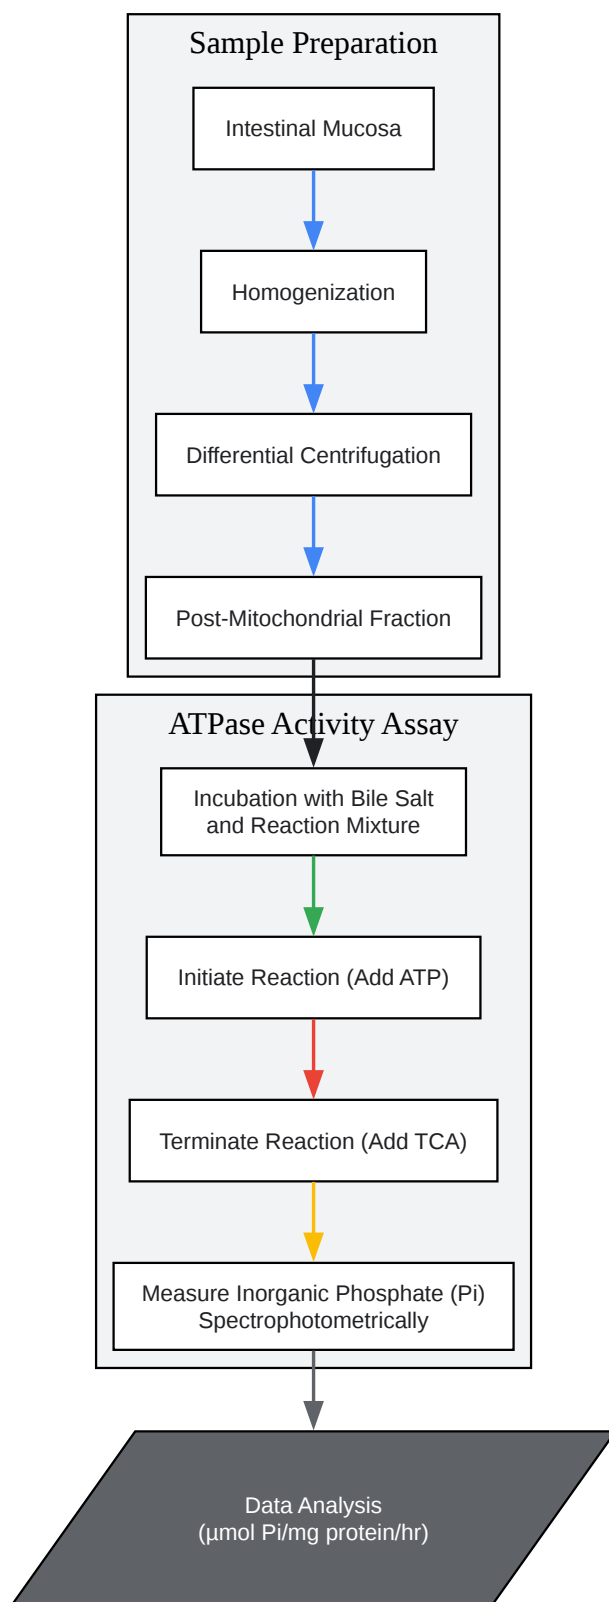 Sample Preparation
Intestinal Mucosa
Homogenization
Differential Centrifugation
Post-Mitochondrial Fraction
ATPase Activity Assay
Incubation with Bile Salt
and Reaction Mixture
Initiate Reaction (Add ATP)
Terminate Reaction (Add TCA)
Measure Inorganic Phosphate (Pi)
Spectrophotometrically
Data Analysis
(µmol Pi/mg protein/hr)